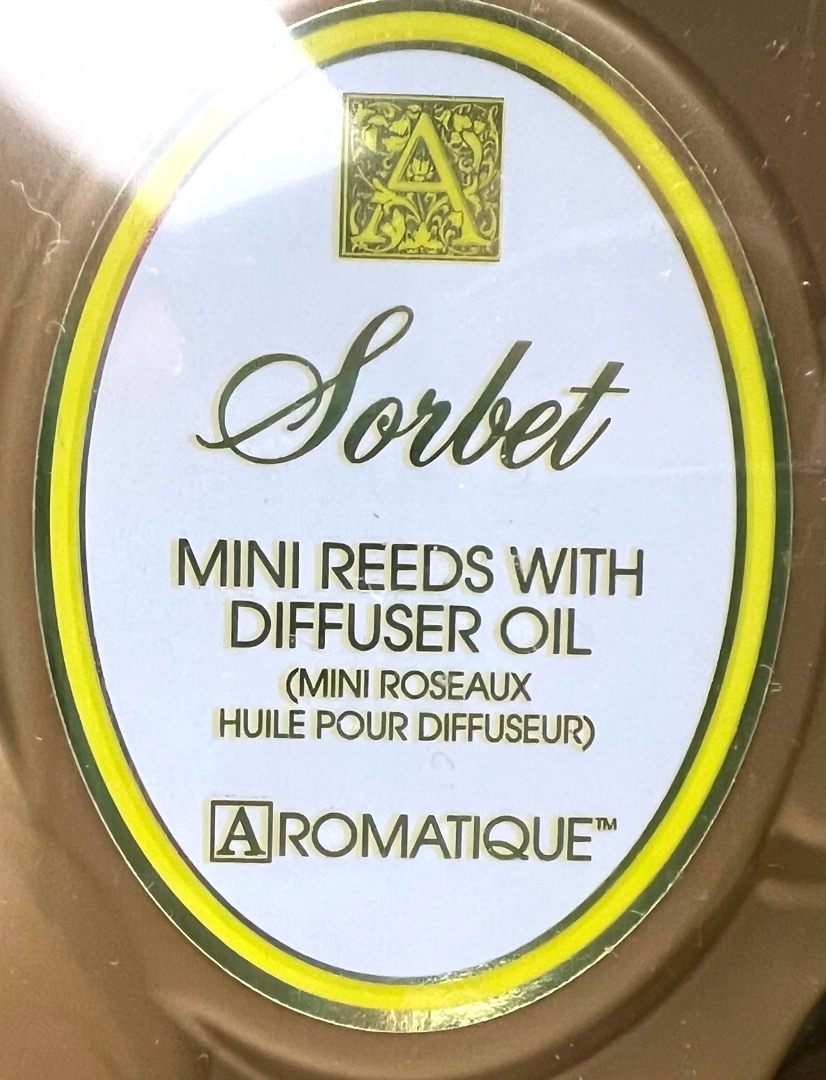 A
Sorbet
MINI REEDS WITH
DIFFUSER OIL
(MINI ROSEAUX
HUILE POUR DIFFUSEUR)
AROMATIQUE™